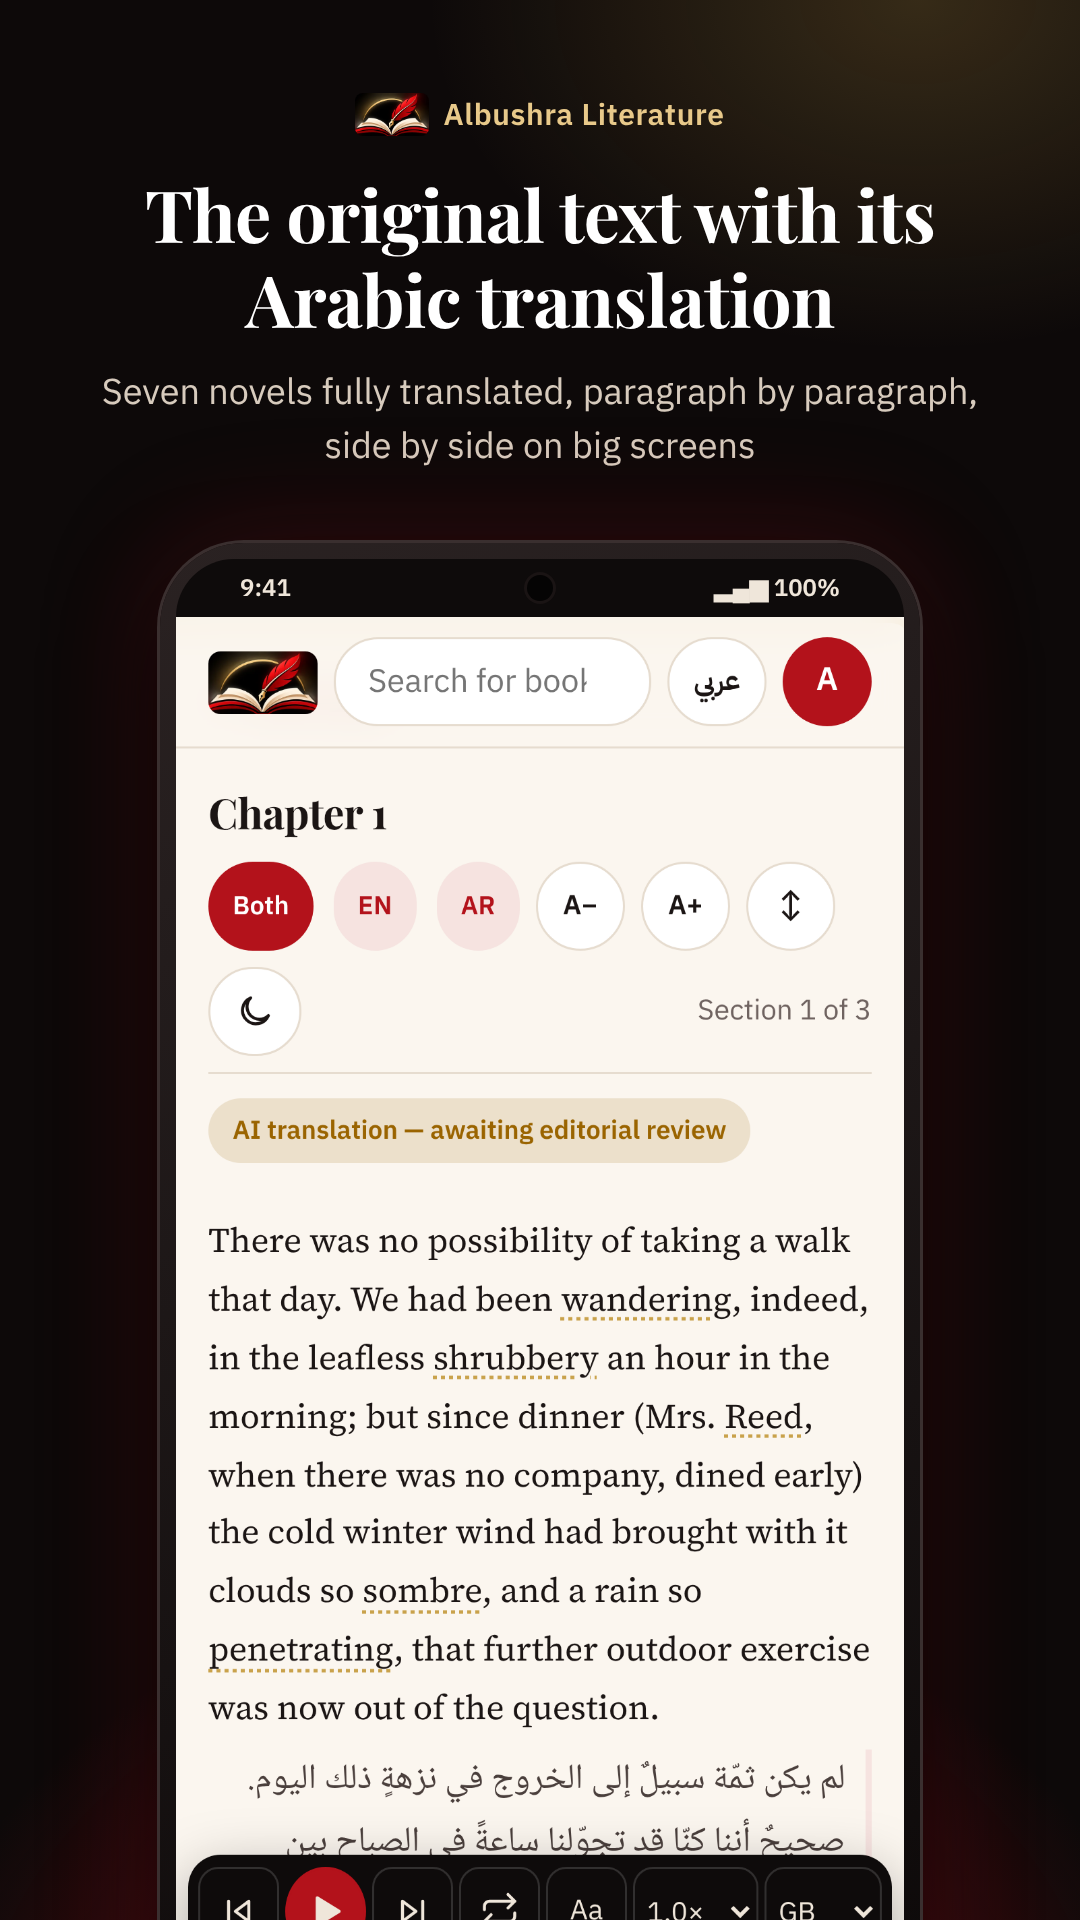 Albushra Literature
The original text with its
Arabic translation
Seven novels fully translated, paragraph by paragraph,
side by side on big screens
9:41
100%
Search for book
عربي
A
Chapter 1
Both
EN
AR
A−
A+
Section 1 of 3
AI translation — awaiting editorial review
There was no possibility of taking a walk
that day. We had been wandering, indeed,
in the leafless shrubbery an hour in the
morning; but since dinner (Mrs. Reed,
when there was no company, dined early)
the cold winter wind had brought with it
clouds so sombre, and a rain so
penetrating, that further outdoor exercise
was now out of the question.
لم يكن ثمّة سبيلٌ إلى الخروج في نزهةٍ ذلك اليوم.
صحيحٌ أننا كنّا قد تجوّلنا ساعةً في الصباح بين
Aa
1.0×
GB